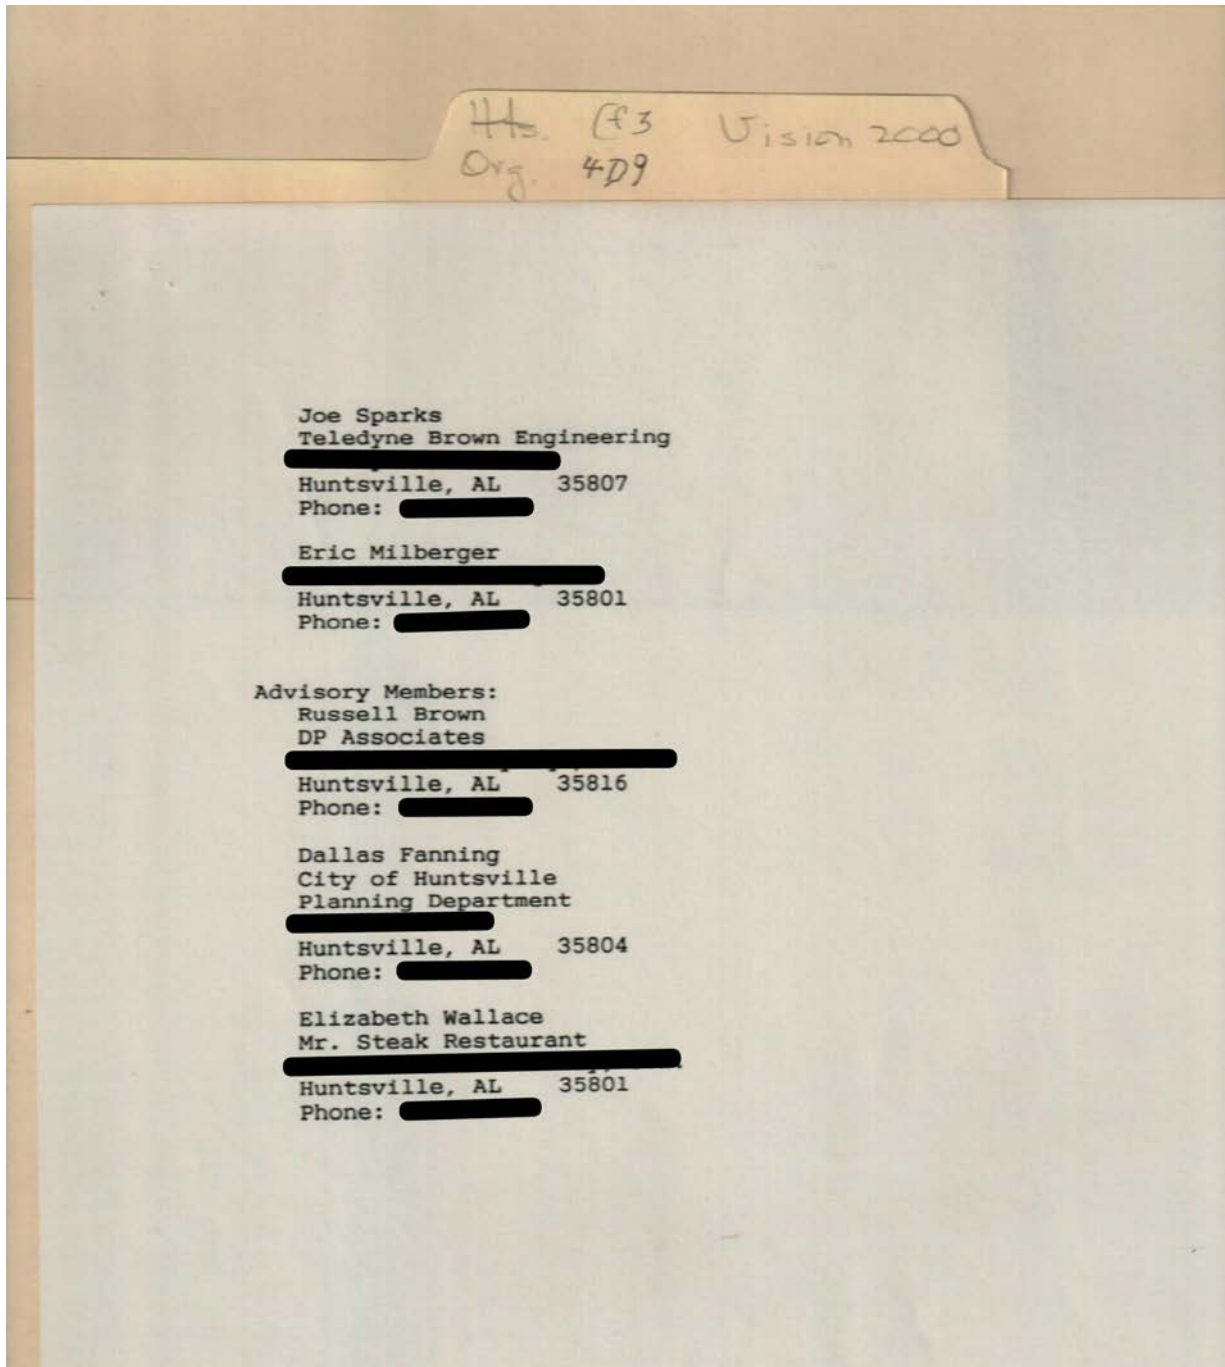 Hts. Cf3 Vision 2000
Org. 4D9
Joe Sparks
Teledyne Brown Engineering
Huntsville, AL 35807
Phone:
Eric Milberger
Huntsville, AL 35801
Phone:
Advisory Members:
Russell Brown
DP Associates
Huntsville, AL 35816
Phone:
Dallas Fanning
City of Huntsville
Planning Department
Huntsville, AL 35804
Phone:
Elizabeth Wallace
Mr. Steak Restaurant
Huntsville, AL 35801
Phone: